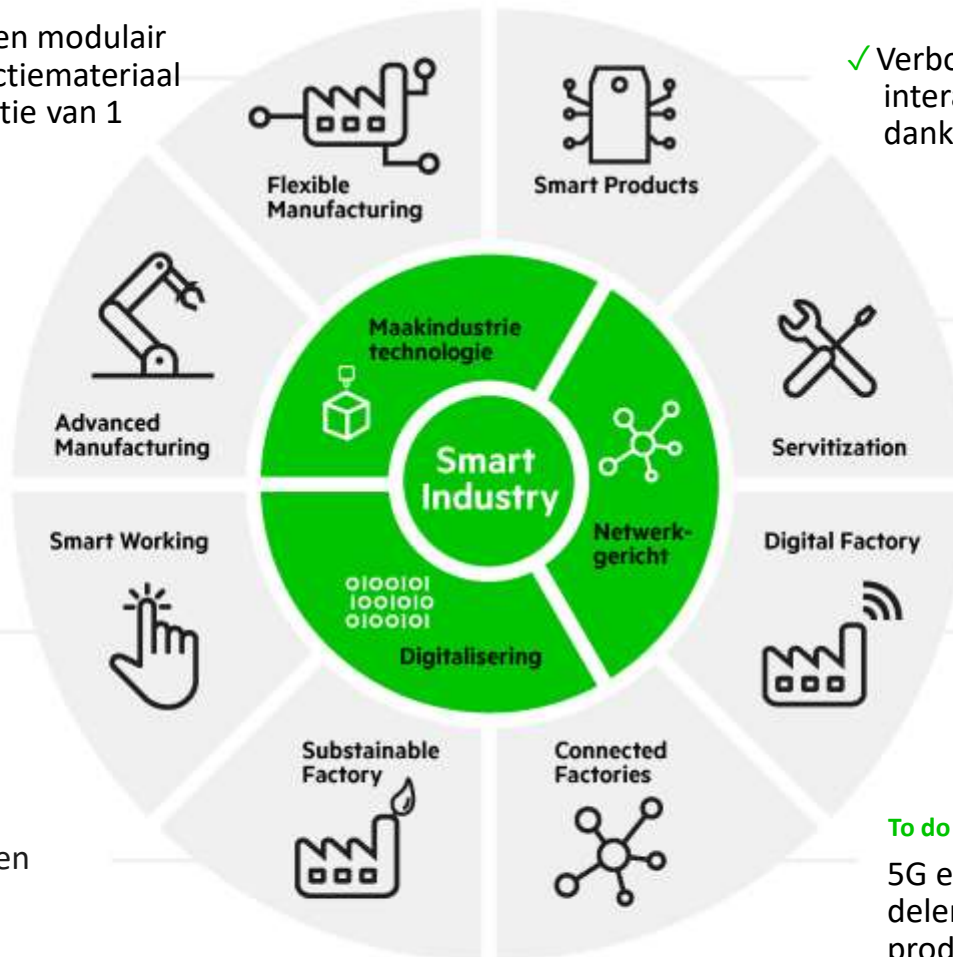 en modulair
ctiemateriaal
tie van 1
✓ Verbo
intera
dank
Flexible
Manufacturing
Smart Products
Maakindustrie
technologie
Advanced
Manufacturing
Servitization
Smart
Industry
Smart Working
Netwerk-
gericht
Digital Factory
0100101
1001010
0100101
Digitalisering
Substainable
Factory
Connected
Factories
en
To do
5G e
delen
prod